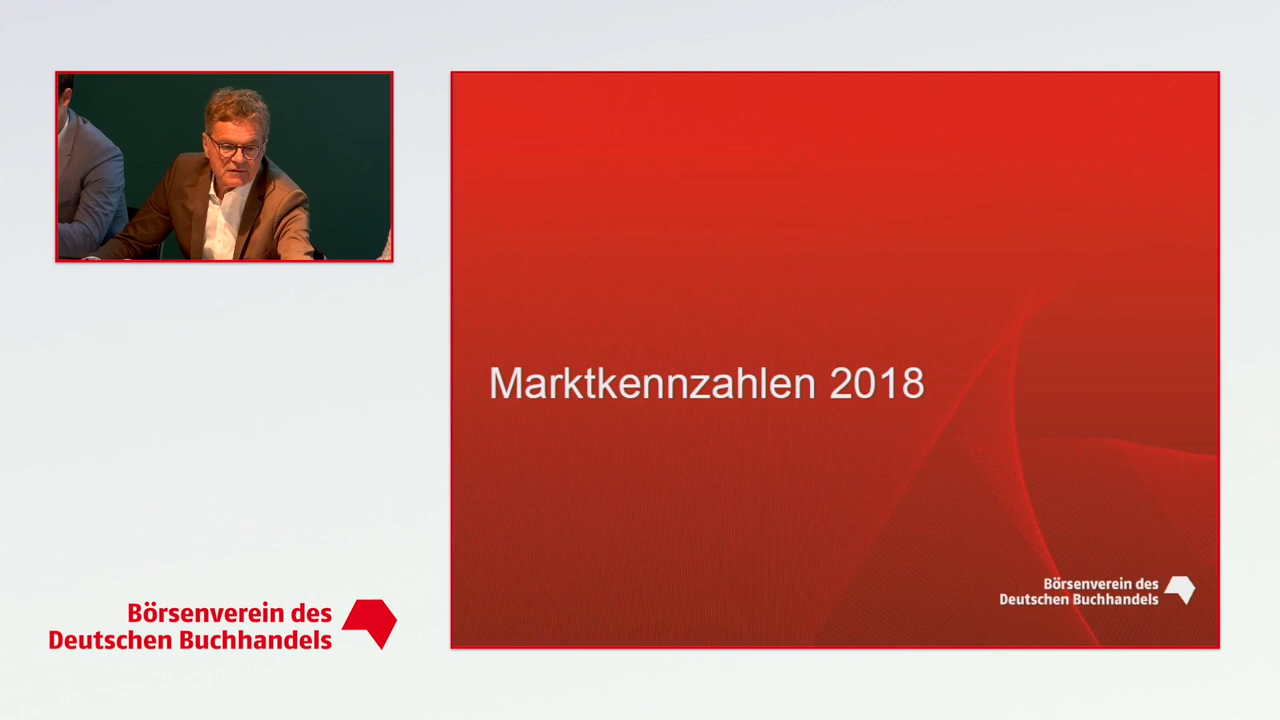 Marktkennzahlen 2018
Börsenverein des
Deutschen Buchhandels
Börsenverein des
Deutschen Buchhandels